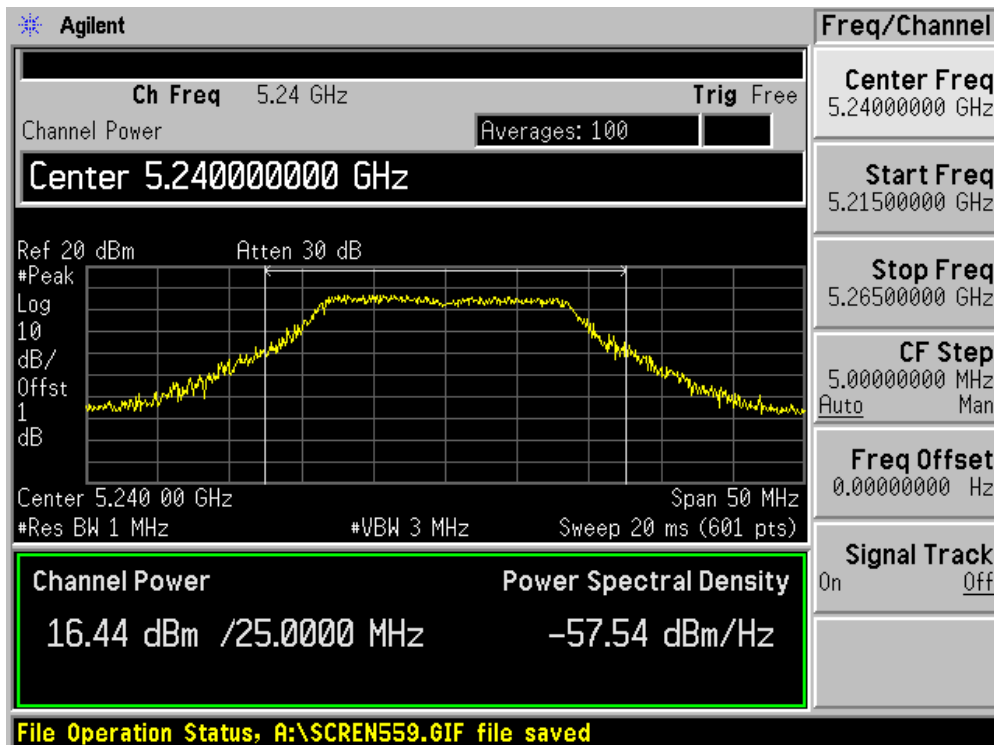 Agilent
Freq/Channel
Ch Freq 5.24 GHz Trig Free
Channel Power Averages: 100
Center 5.240000000 GHz
Ref 20 dBm Atten 30 dB
#Peak
Log
10
dB/
Offst
1
dB
Center 5.240 00 GHz Span 50 MHz
#Res BW 1 MHz #VBW 3 MHz Sweep 20 ms (601 pts)
Channel Power Power Spectral Density
16.44 dBm /25.0000 MHz -57.54 dBm/Hz
File Operation Status, A:\SCREN559.GIF file saved
Center Freq
5.24000000 GHz
Start Freq
5.21500000 GHz
Stop Freq
5.26500000 GHz
CF Step
5.00000000 MHz
Auto Man
Freq Offset
0.00000000 Hz
Signal Track
On Off